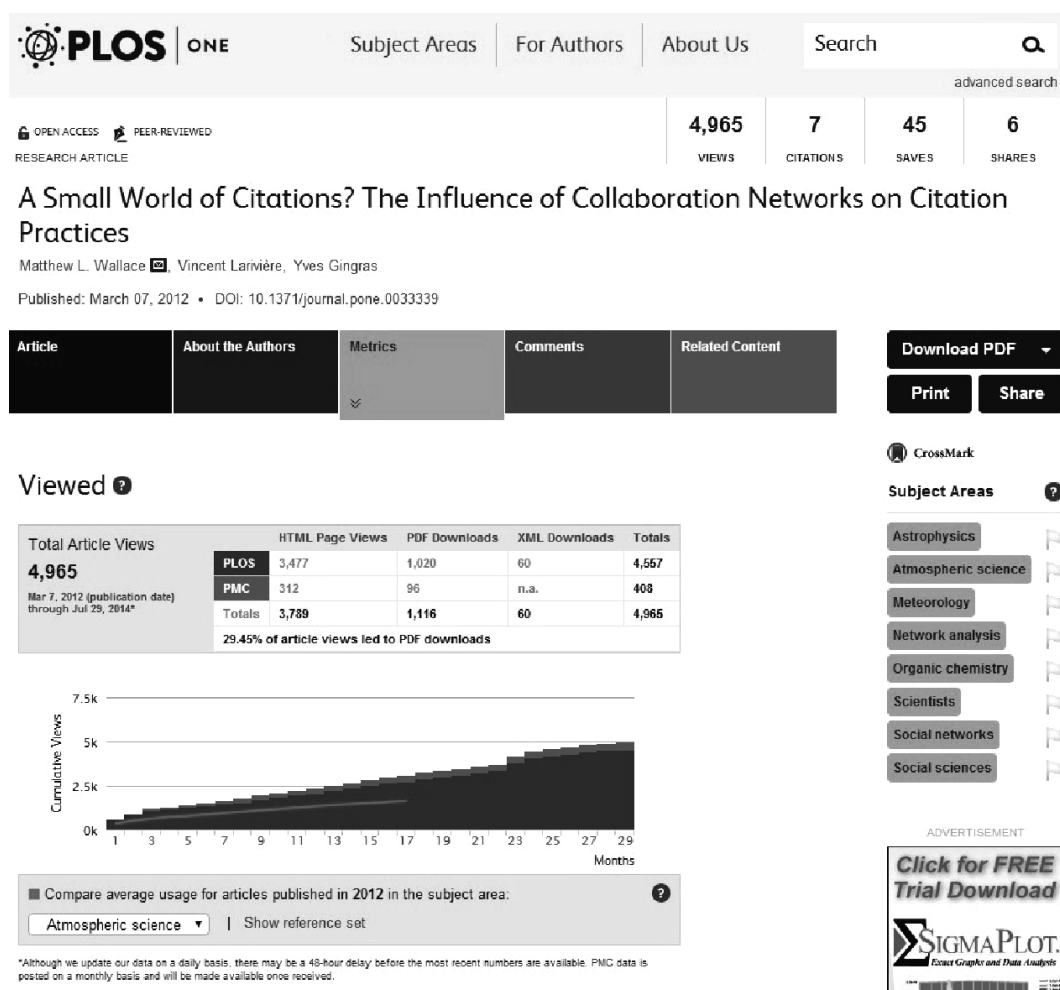 PLOS ONE
Subject Areas
For Authors
About Us
Search
advanced search
OPEN ACCESS
PEER-REVIEWED
RESEARCH ARTICLE
4,965
VIEWS
7
CITATIONS
45
SAVES
6
SHARES
A Small World of Citations? The Influence of Collaboration Networks on Citation
Practices
Matthew L. Wallace, Vincent Larivière, Yves Gingras
Published: March 07, 2012 • DOI: 10.1371/journal.pone.0033339
Article
About the Authors
Metrics
Comments
Related Content
Download PDF
Print
Share
CrossMark
Viewed ?
Total Article Views
4,965
Mar 7, 2012 (publication date)
through Jul 29, 2014*
HTML Page Views PDF Downloads XML Downloads Totals
PLOS 3,477 1,020 60 4,557
PMC 312 96 n.a. 408
Totals 3,789 1,116 60 4,965
29.45% of article views led to PDF downloads
Cumulative Views
7.5k
5k
2.5k
0k
1 3 5 7 9 11 13 15 17 19 21 23 25 27 29
Months
Compare average usage for articles published in 2012 in the subject area: ?
Atmospheric science ▼ | Show reference set
*Although we update our data on a daily basis, there may be a 48-hour delay before the most recent numbers are available. PMC data is
posted on a monthly basis and will be made available once received.
Subject Areas ?
Astrophysics
Atmospheric science
Meteorology
Network analysis
Organic chemistry
Scientists
Social networks
Social sciences
ADVERTISEMENT
Click for FREE
Trial Download
SIGMAPLOT.
Exact Graphs and Data Analysis